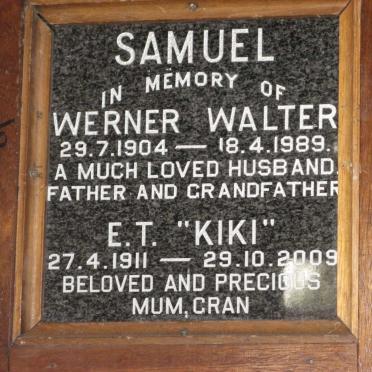 SAMUEL
IN MEMORY OF
WERNER WALTER
29.7.1904 — 18.4.1989.
A MUCH LOVED HUSBAND.
FATHER AND GRANDFATHER
E.T. "KIKI"
27.4.1911 — 29.10.2009
BELOVED AND PRECIOUS
MUM, GRAN